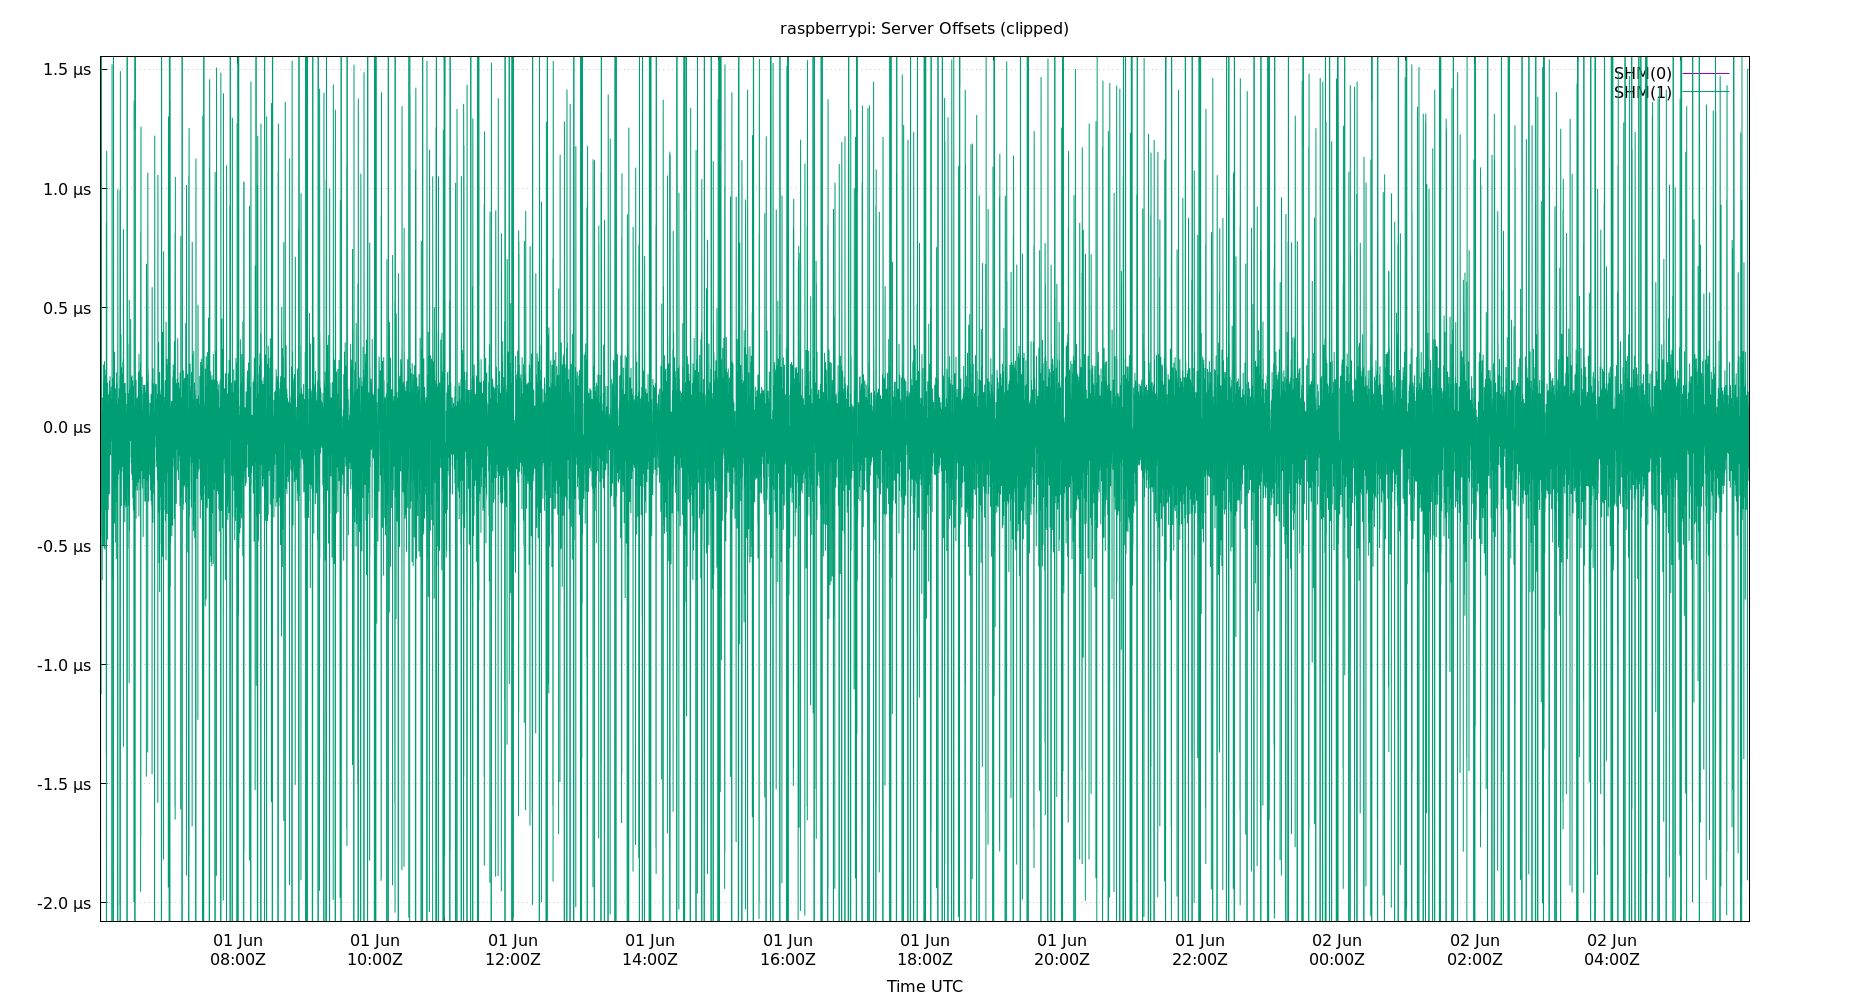 raspberrypi: Server Offsets (clipped)
1.5 µs
1.0 µs
0.5 µs
0.0 µs
-0.5 µs
-1.0 µs
-1.5 µs
-2.0 µs
SHM(0)
SHM(1)
01 Jun 08:00Z
01 Jun 10:00Z
01 Jun 12:00Z
01 Jun 14:00Z
01 Jun 16:00Z
01 Jun 18:00Z
01 Jun 20:00Z
01 Jun 22:00Z
02 Jun 00:00Z
02 Jun 02:00Z
02 Jun 04:00Z
Time UTC